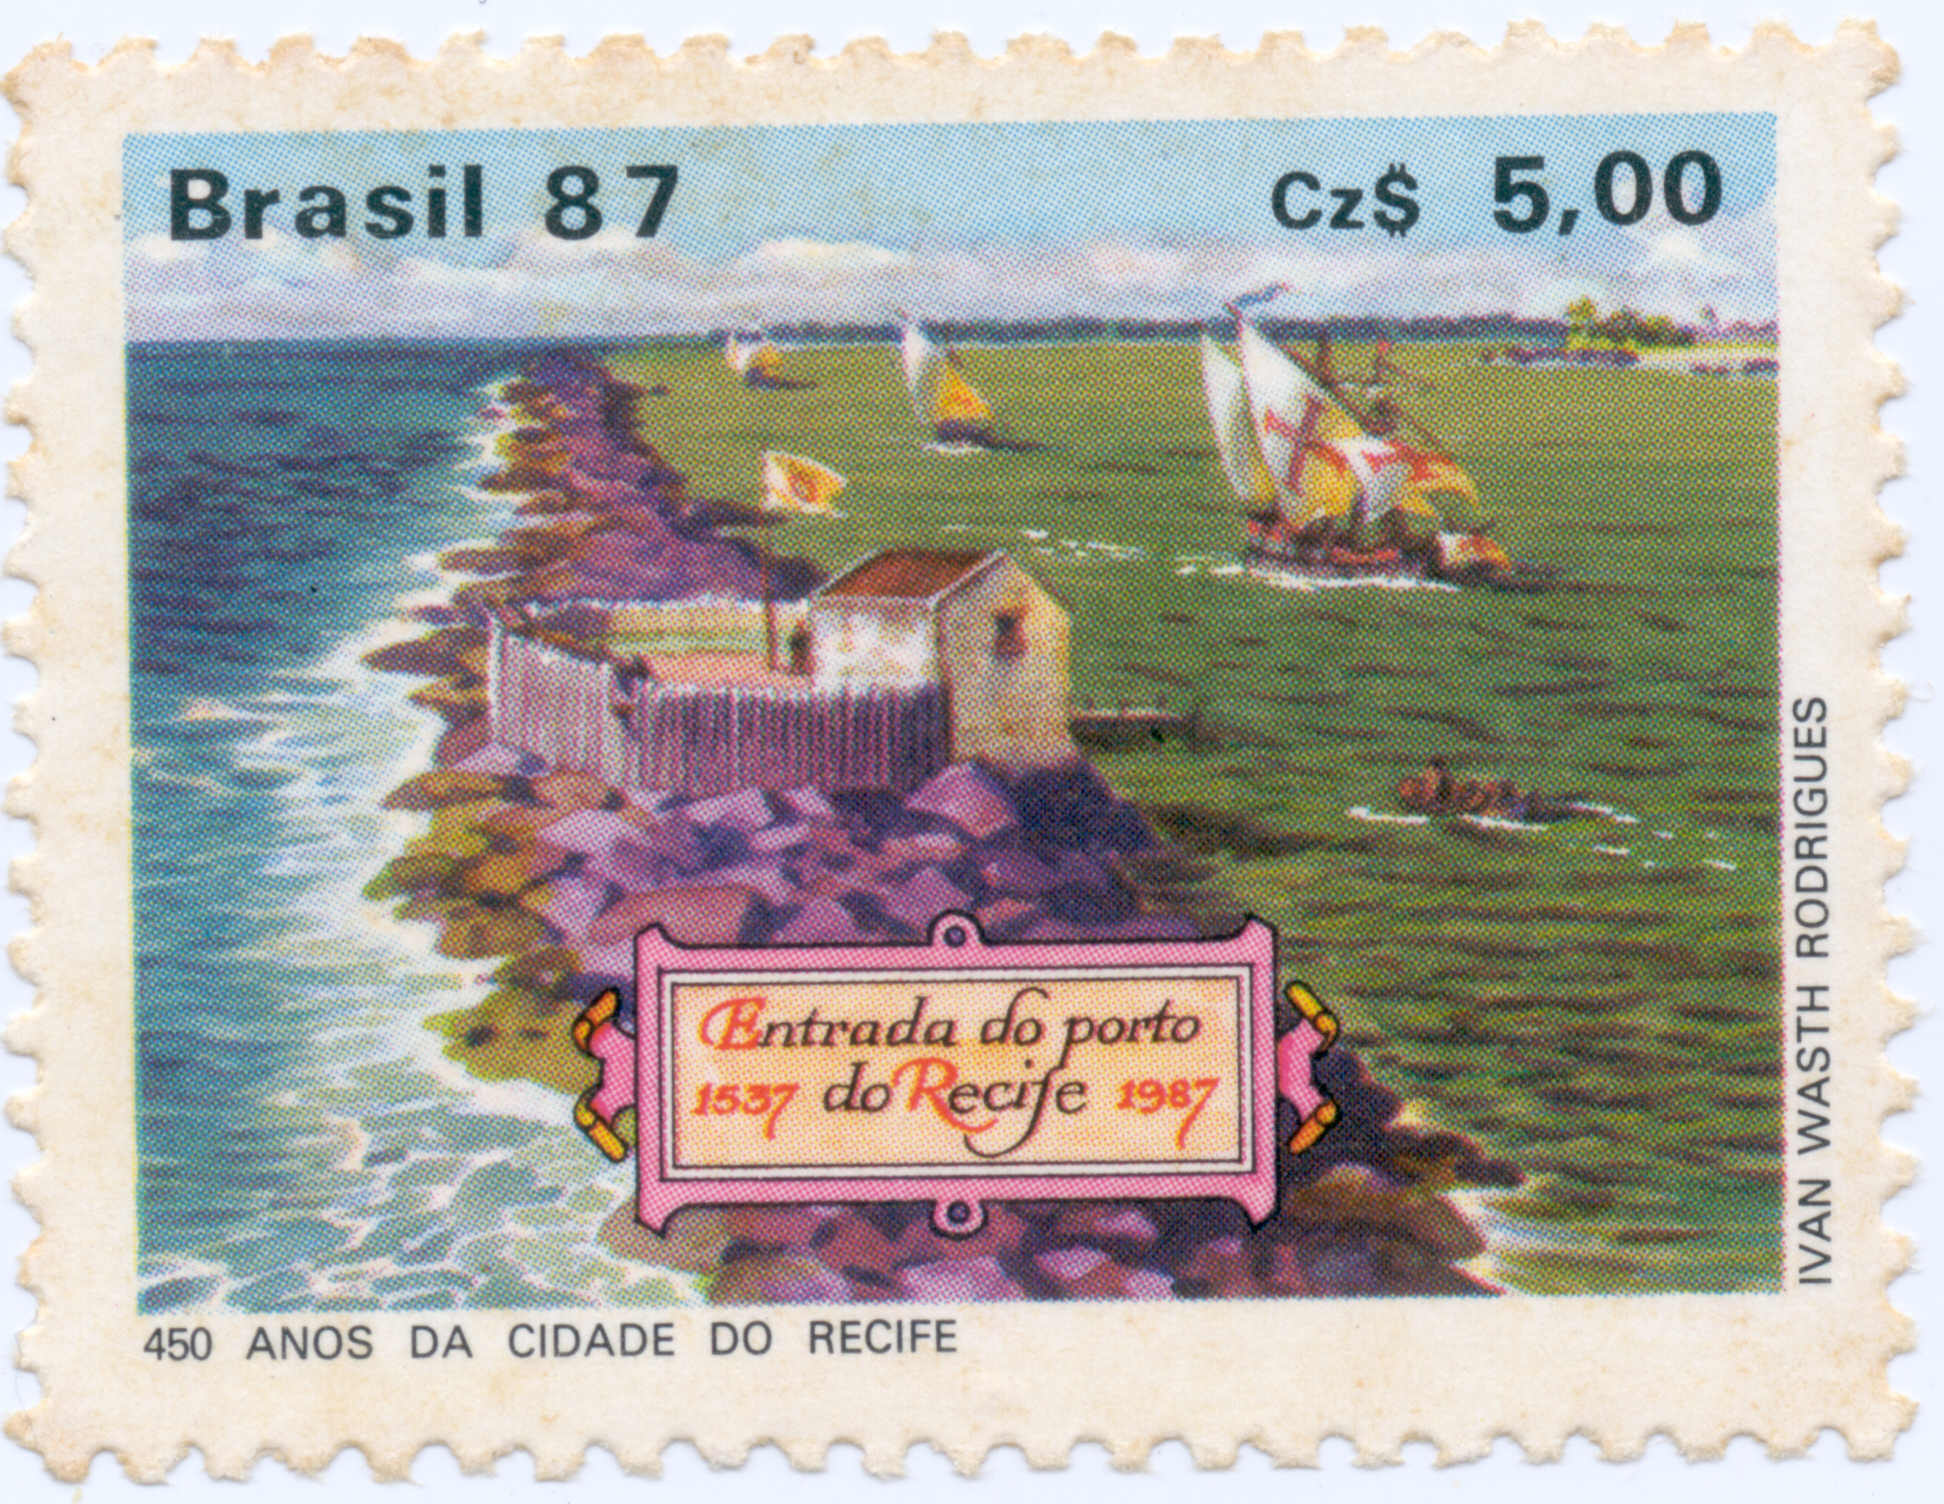 Brasil 87
Cz$ 5,00
Entrada do porto
1537 do Recife 1987
450 ANOS DA CIDADE DO RECIFE
IVAN WASTH RODRIGUES